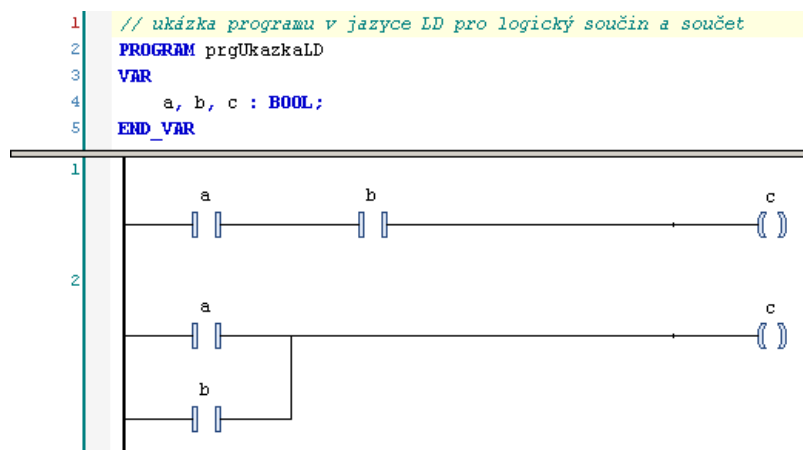 1 // ukázka programu v jazyce LD pro logický součin a součet
2 PROGRAM prgUkazkaLD
3 VAR
4 a, b, c : BOOL;
5 END_VAR
1
a b c
2
a c
b